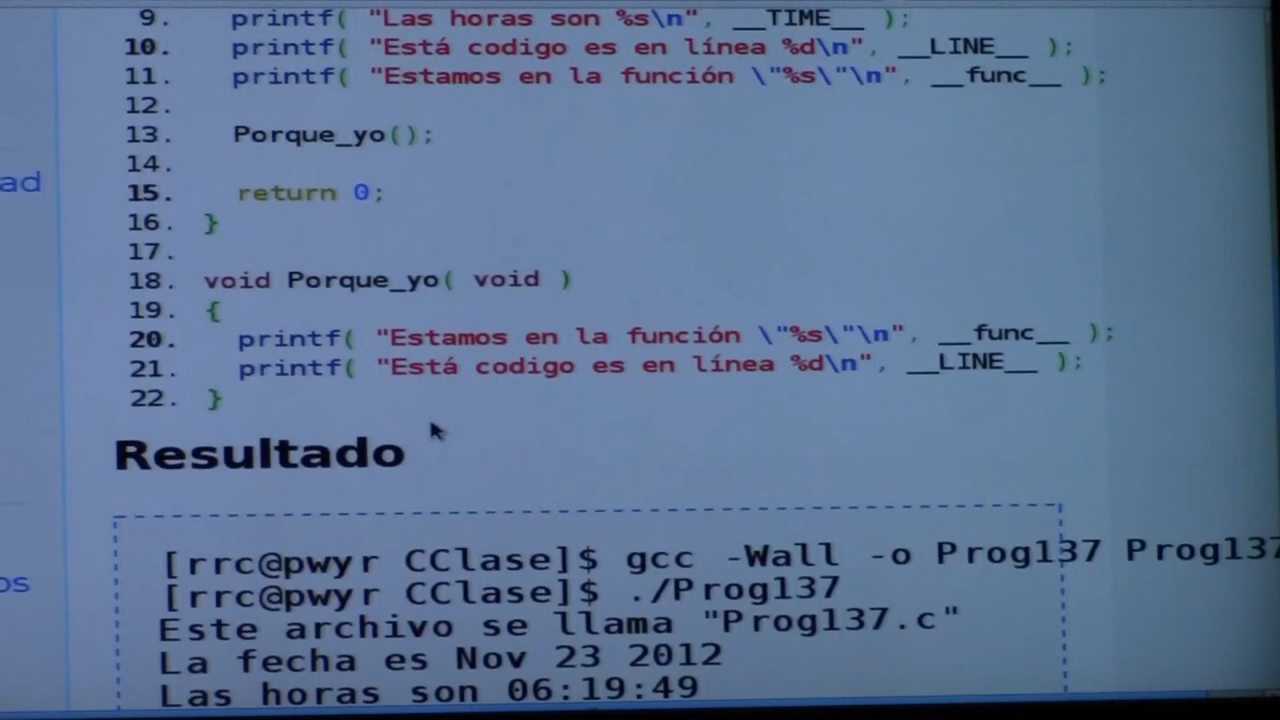 9. printf( "Las horas son %s\n", __TIME__ );
10. printf( "Está codigo es en línea %d\n", __LINE__ );
11. printf( "Estamos en la función \"%s\"\n", __func__ );
12.
13. Porque_yo();
14.
ad
15. return 0;
16. }
17.
18. void Porque_yo( void )
19. {
20. printf( "Estamos en la función \"%s\"\n", __func__ );
21. printf( "Está codigo es en línea %d\n", __LINE__ );
22. }
Resultado
[rrc@pwyr CClase]$ gcc -Wall -o Prog137 Prog137
os
[rrc@pwyr CClase]$ ./Prog137
Este archivo se llama "Prog137.c"
La fecha es Nov 23 2012
Las horas son 06:19:49